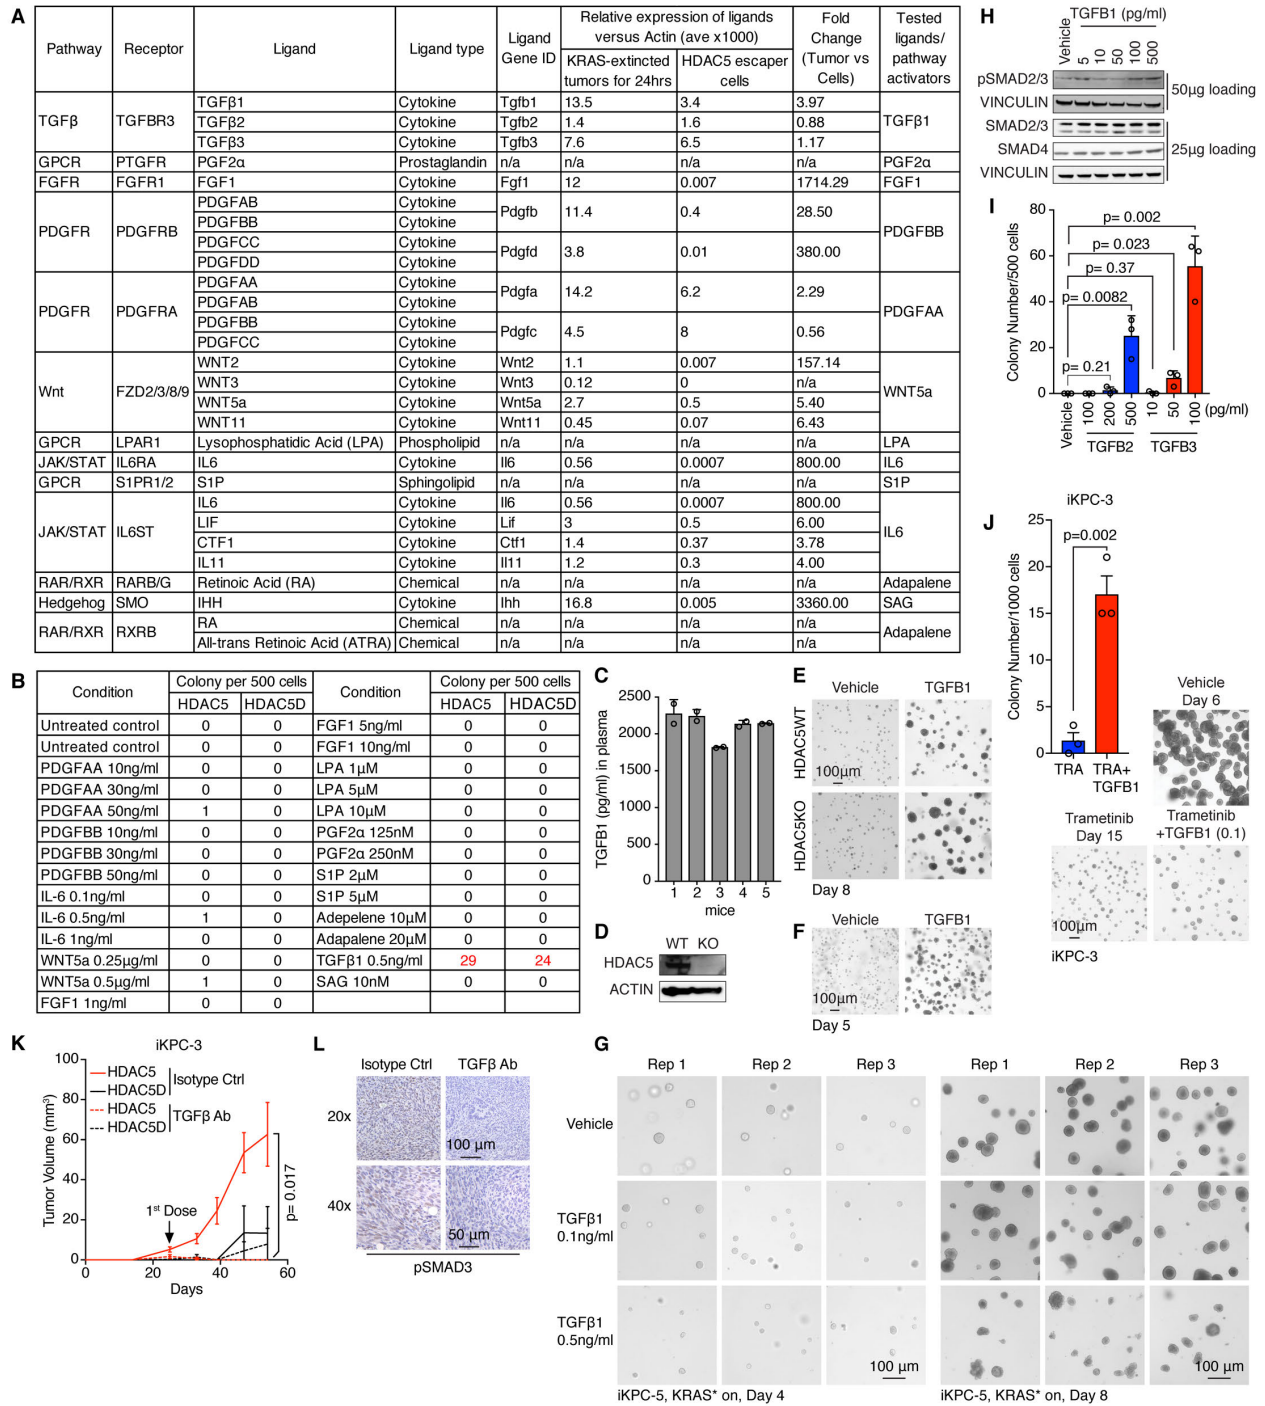 A
Pathway | Receptor | Ligand | Ligand type | Ligand Gene ID | Relative expression of ligands versus Actin (ave x1000) | Fold Change (Tumor vs Cells) | Tested ligands/ pathway activators
KRAS-extincted tumors for 24hrs | HDAC5 escaper cells
TGFβ | TGFBR3 | TGFβ1 | Cytokine | Tgfb1 | 13.5 | 3.4 | 3.97 | TGFβ1
TGFβ2 | Cytokine | Tgfb2 | 1.4 | 1.6 | 0.88
TGFβ3 | Cytokine | Tgfb3 | 7.6 | 6.5 | 1.17
GPCR | PTGFR | PGF2α | Prostaglandin | n/a | n/a | n/a | n/a | PGF2α
FGFR | FGFR1 | FGF1 | Cytokine | Fgf1 | 12 | 0.007 | 1714.29 | FGF1
PDGFR | PDGFRB | PDGFAB | Cytokine | Pdgfb | 11.4 | 0.4 | 28.50 | PDGFBB
PDGFBB | Cytokine
PDGFCC | Cytokine | Pdgfd | 3.8 | 0.01 | 380.00
PDGFDD | Cytokine
PDGFR | PDGFRA | PDGFAA | Cytokine | Pdgfa | 14.2 | 6.2 | 2.29 | PDGFAA
PDGFAB | Cytokine
PDGFBB | Cytokine | Pdgfc | 4.5 | 8 | 0.56
PDGFCC | Cytokine
Wnt | FZD2/3/8/9 | WNT2 | Cytokine | Wnt2 | 1.1 | 0.007 | 157.14 | WNT5a
WNT3 | Cytokine | Wnt3 | 0.12 | 0 | n/a
WNT5a | Cytokine | Wnt5a | 2.7 | 0.5 | 5.40
WNT11 | Cytokine | Wnt11 | 0.45 | 0.07 | 6.43
GPCR | LPAR1 | Lysophosphatidic Acid (LPA) | Phospholipid | n/a | n/a | n/a | n/a | LPA
JAK/STAT | IL6RA | IL6 | Cytokine | Il6 | 0.56 | 0.0007 | 800.00 | IL6
GPCR | S1PR1/2 | S1P | Sphingolipid | n/a | n/a | n/a | n/a | S1P
JAK/STAT | IL6ST | IL6 | Cytokine | Il6 | 0.56 | 0.0007 | 800.00 | IL6
LIF | Cytokine | Lif | 3 | 0.5 | 6.00
CTF1 | Cytokine | Ctf1 | 1.4 | 0.37 | 3.78
IL11 | Cytokine | Il11 | 1.2 | 0.3 | 4.00
RAR/RXR | RARB/G | Retinoic Acid (RA) | Chemical | n/a | n/a | n/a | n/a | Adapalene
Hedgehog | SMO | IHH | Cytokine | Ihh | 16.8 | 0.005 | 3360.00 | SAG
RAR/RXR | RXRB | RA | Chemical | n/a | n/a | n/a | n/a | Adapalene
All-trans Retinoic Acid (ATRA) | Chemical | n/a | n/a | n/a | n/a
B
Condition | Colony per 500 cells | Condition | Colony per 500 cells
HDAC5 | HDAC5D | HDAC5 | HDAC5D
Untreated control | 0 | 0 | FGF1 5ng/ml | 0 | 0
Untreated control | 0 | 0 | FGF1 10ng/ml | 0 | 0
PDGFAA 10ng/ml | 0 | 0 | LPA 1μM | 0 | 0
PDGFAA 30ng/ml | 0 | 0 | LPA 5μM | 0 | 0
PDGFAA 50ng/ml | 1 | 0 | LPA 10μM | 0 | 0
PDGFBB 10ng/ml | 0 | 0 | PGF2α 125nM | 0 | 0
PDGFBB 30ng/ml | 0 | 0 | PGF2α 250nM | 0 | 0
PDGFBB 50ng/ml | 0 | 0 | S1P 2μM | 0 | 0
IL-6 0.1ng/ml | 0 | 0 | S1P 5μM | 0 | 0
IL-6 0.5ng/ml | 1 | 0 | Adepelene 10μM | 0 | 0
IL-6 1ng/ml | 0 | 0 | Adapalene 20μM | 0 | 0
WNT5a 0.25μg/ml | 0 | 0 | TGFβ1 0.5ng/ml | 29 | 24
WNT5a 0.5μg/ml | 1 | 0 | SAG 10nM | 0 | 0
FGF1 1ng/ml | 0 | 0
C
TGFB1 (pg/ml) in plasma
2500
2000
1500
1000
500
0
1 2 3 4 5
mice
D
WT KO
HDAC5
ACTIN
E
Vehicle TGFB1
HDAC5WT
100μm
HDAC5KO
Day 8
F
Vehicle TGFB1
100μm
Day 5
G
Rep 1 Rep 2 Rep 3 Rep 1 Rep 2 Rep 3
Vehicle
TGFβ1
0.1ng/ml
TGFβ1
0.5ng/ml
100 μm 100 μm
iKPC-5, KRAS* on, Day 4 iKPC-5, KRAS* on, Day 8
H
TGFB1 (pg/ml)
Vehicle 5 10 50 100 500
pSMAD2/3
VINCULIN
50μg loading
SMAD2/3
SMAD4
VINCULIN
25μg loading
I
Colony Number/500 cells
80
60
40
20
0
p= 0.002
p= 0.023
p= 0.37
p= 0.0082
p= 0.21
Vehicle 100 200 500 10 50 100 (pg/ml)
TGFB2 TGFB3
J
iKPC-3
Colony Number/1000 cells
25
20
15
10
5
0
p=0.002
TRA TRA+
TGFB1
Vehicle
Day 6
Trametinib
Day 15
Trametinib
+TGFB1 (0.1)
100μm
iKPC-3
K
iKPC-3
Tumor Volume (mm³)
100
80
60
40
20
0
HDAC5
HDAC5D
Isotype Ctrl
HDAC5
HDAC5D
TGFβ Ab
1st Dose
p= 0.017
0 20 40 60
Days
L
Isotype Ctrl TGFβ Ab
20x
100 μm
40x
50 μm
pSMAD3